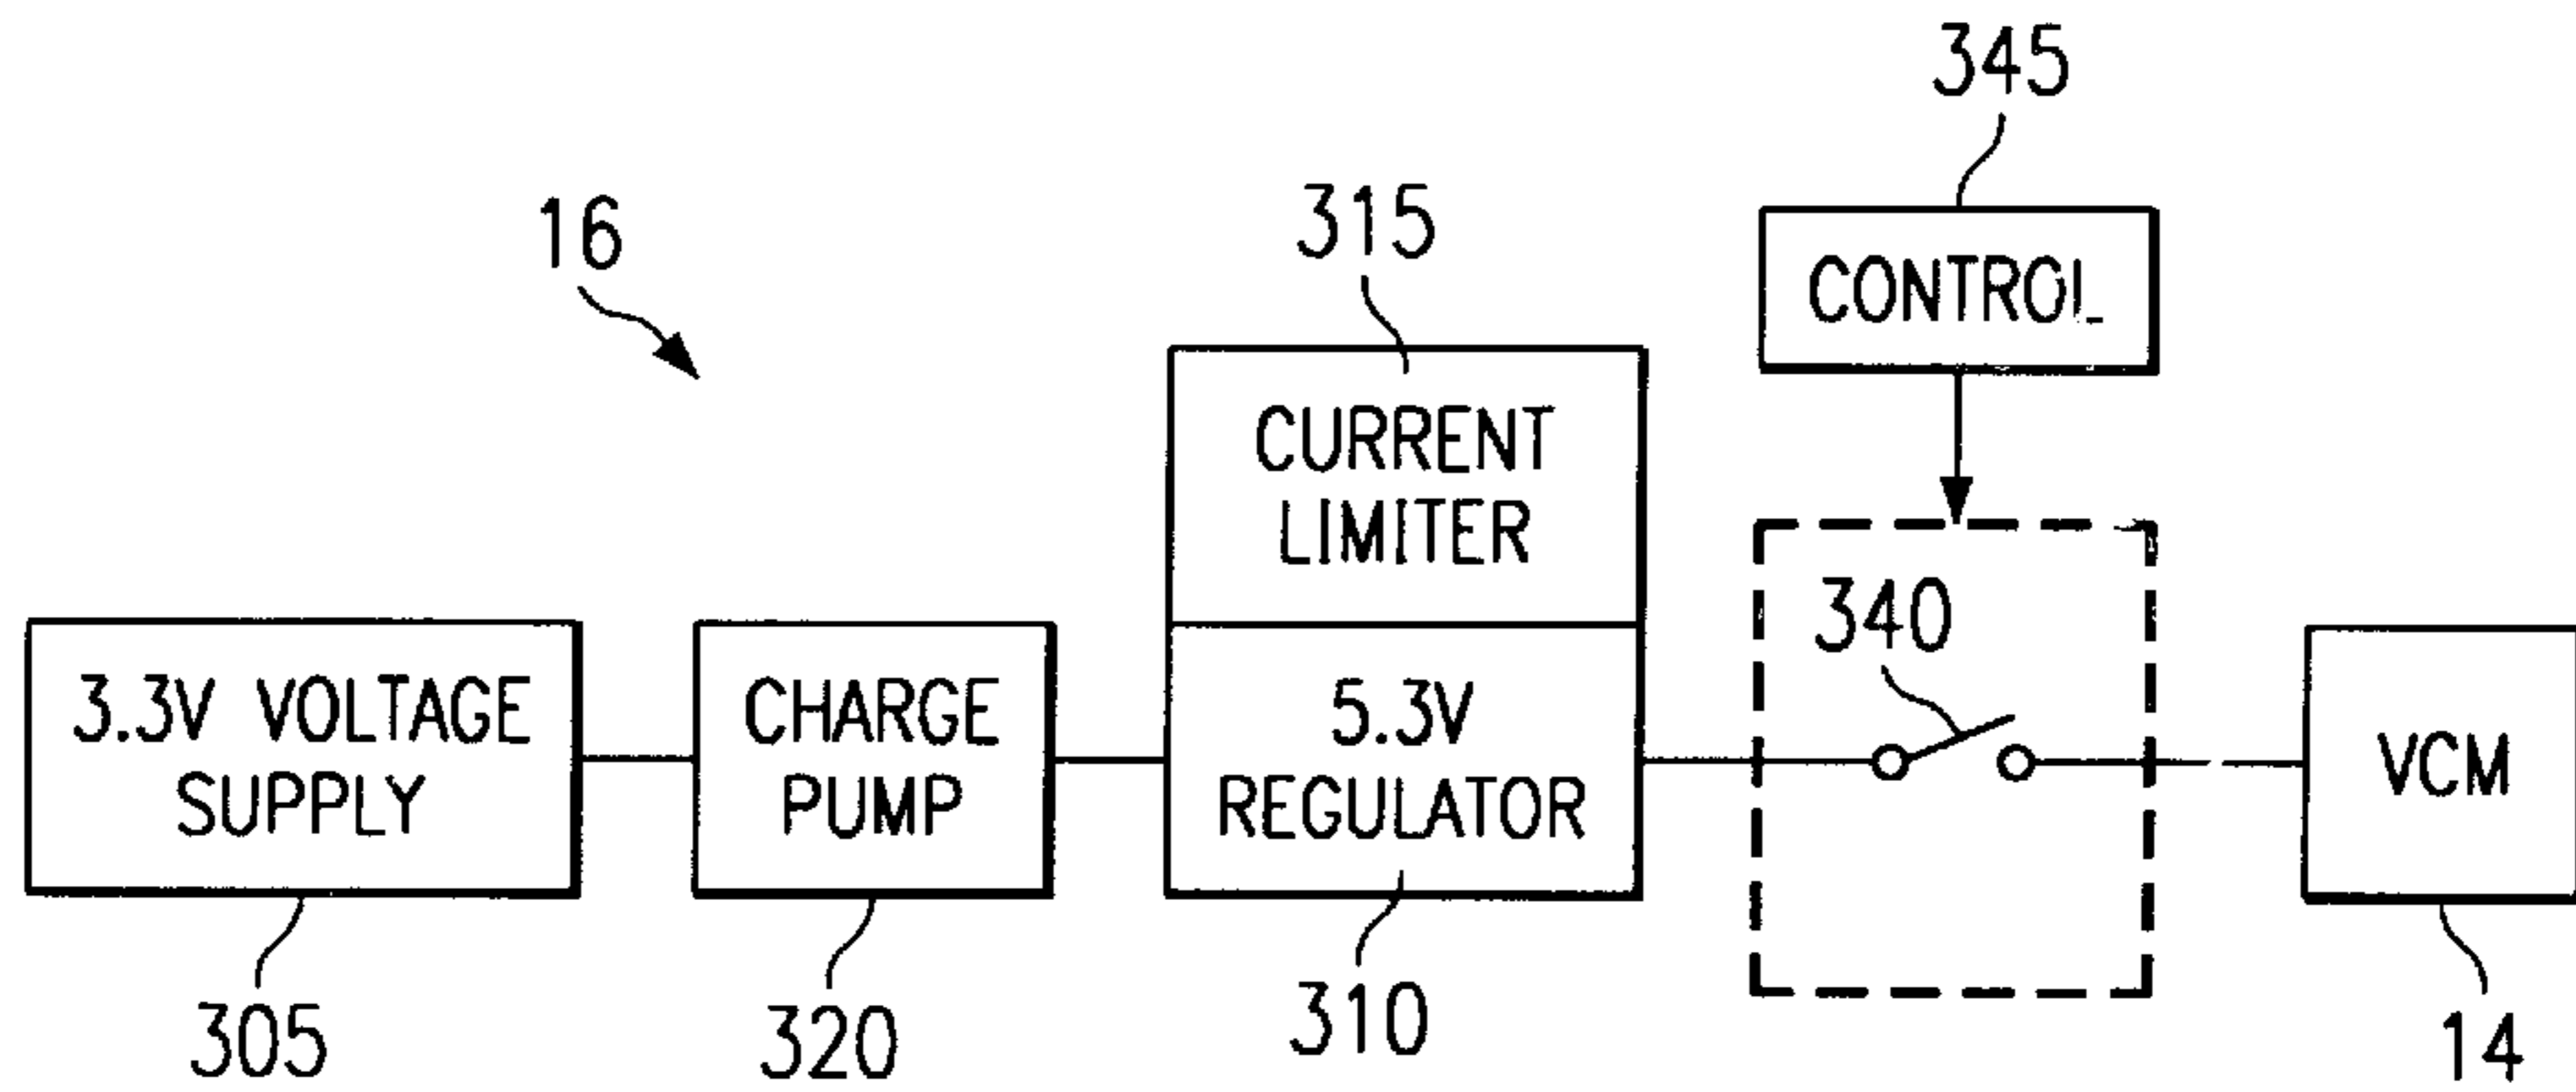 345
16
315
CONTROL
CURRENT
LIMITER
340
3.3V VOLTAGE
SUPPLY
CHARGE
PUMP
5.3V
REGULATOR
VCM
305
320
310
14